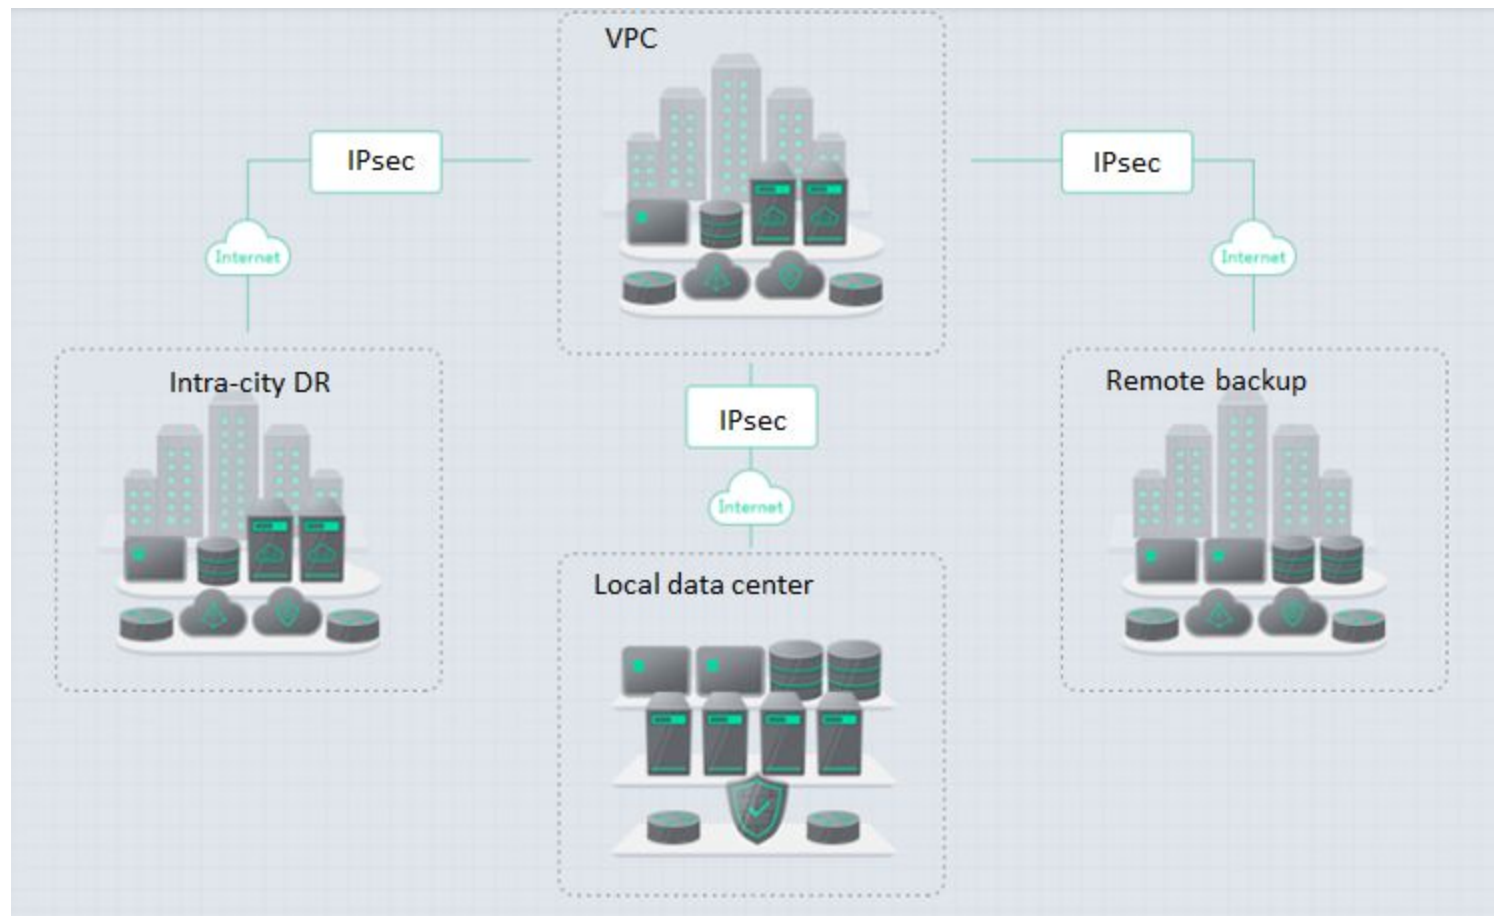 VPC
IPsec
IPsec
Internet
Internet
Intra-city DR
IPsec
Remote backup
Internet
Local data center